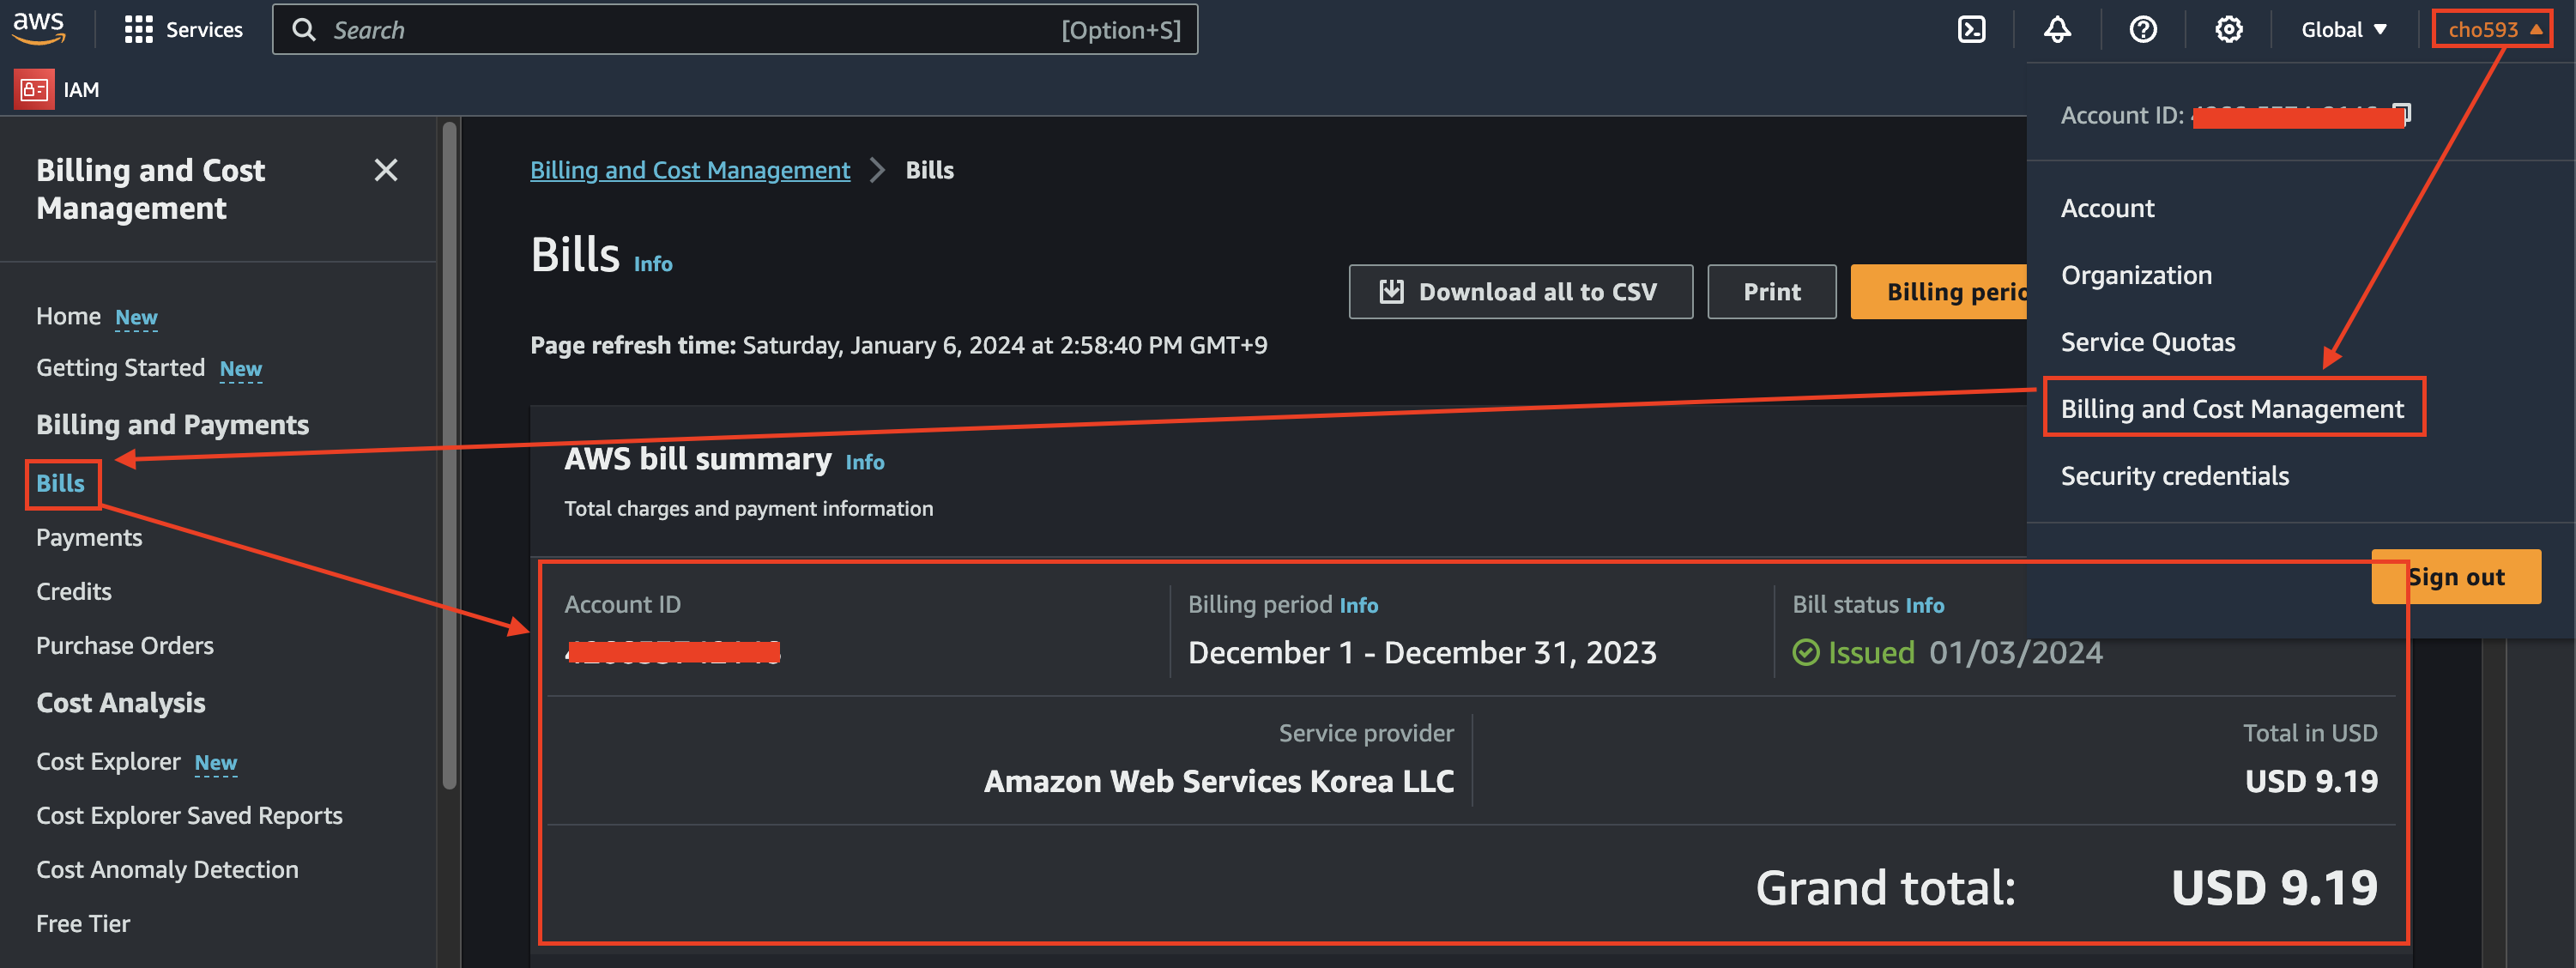 aws
Services
Search
[Option+S]
Global
cho593
IAM
Account ID:
Account
Organization
Service Quotas
Billing and Cost Management
Security credentials
Sign out
Billing and Cost
Management
Home New
Getting Started New
Billing and Payments
Bills
Payments
Credits
Purchase Orders
Cost Analysis
Cost Explorer New
Cost Explorer Saved Reports
Cost Anomaly Detection
Free Tier
Billing and Cost Management > Bills
Bills Info
Download all to CSV
Print
Billing perio
Page refresh time: Saturday, January 6, 2024 at 2:58:40 PM GMT+9
AWS bill summary Info
Total charges and payment information
Account ID
Billing period Info
December 1 - December 31, 2023
Bill status Info
Issued 01/03/2024
Service provider
Amazon Web Services Korea LLC
Total in USD
USD 9.19
Grand total: USD 9.19